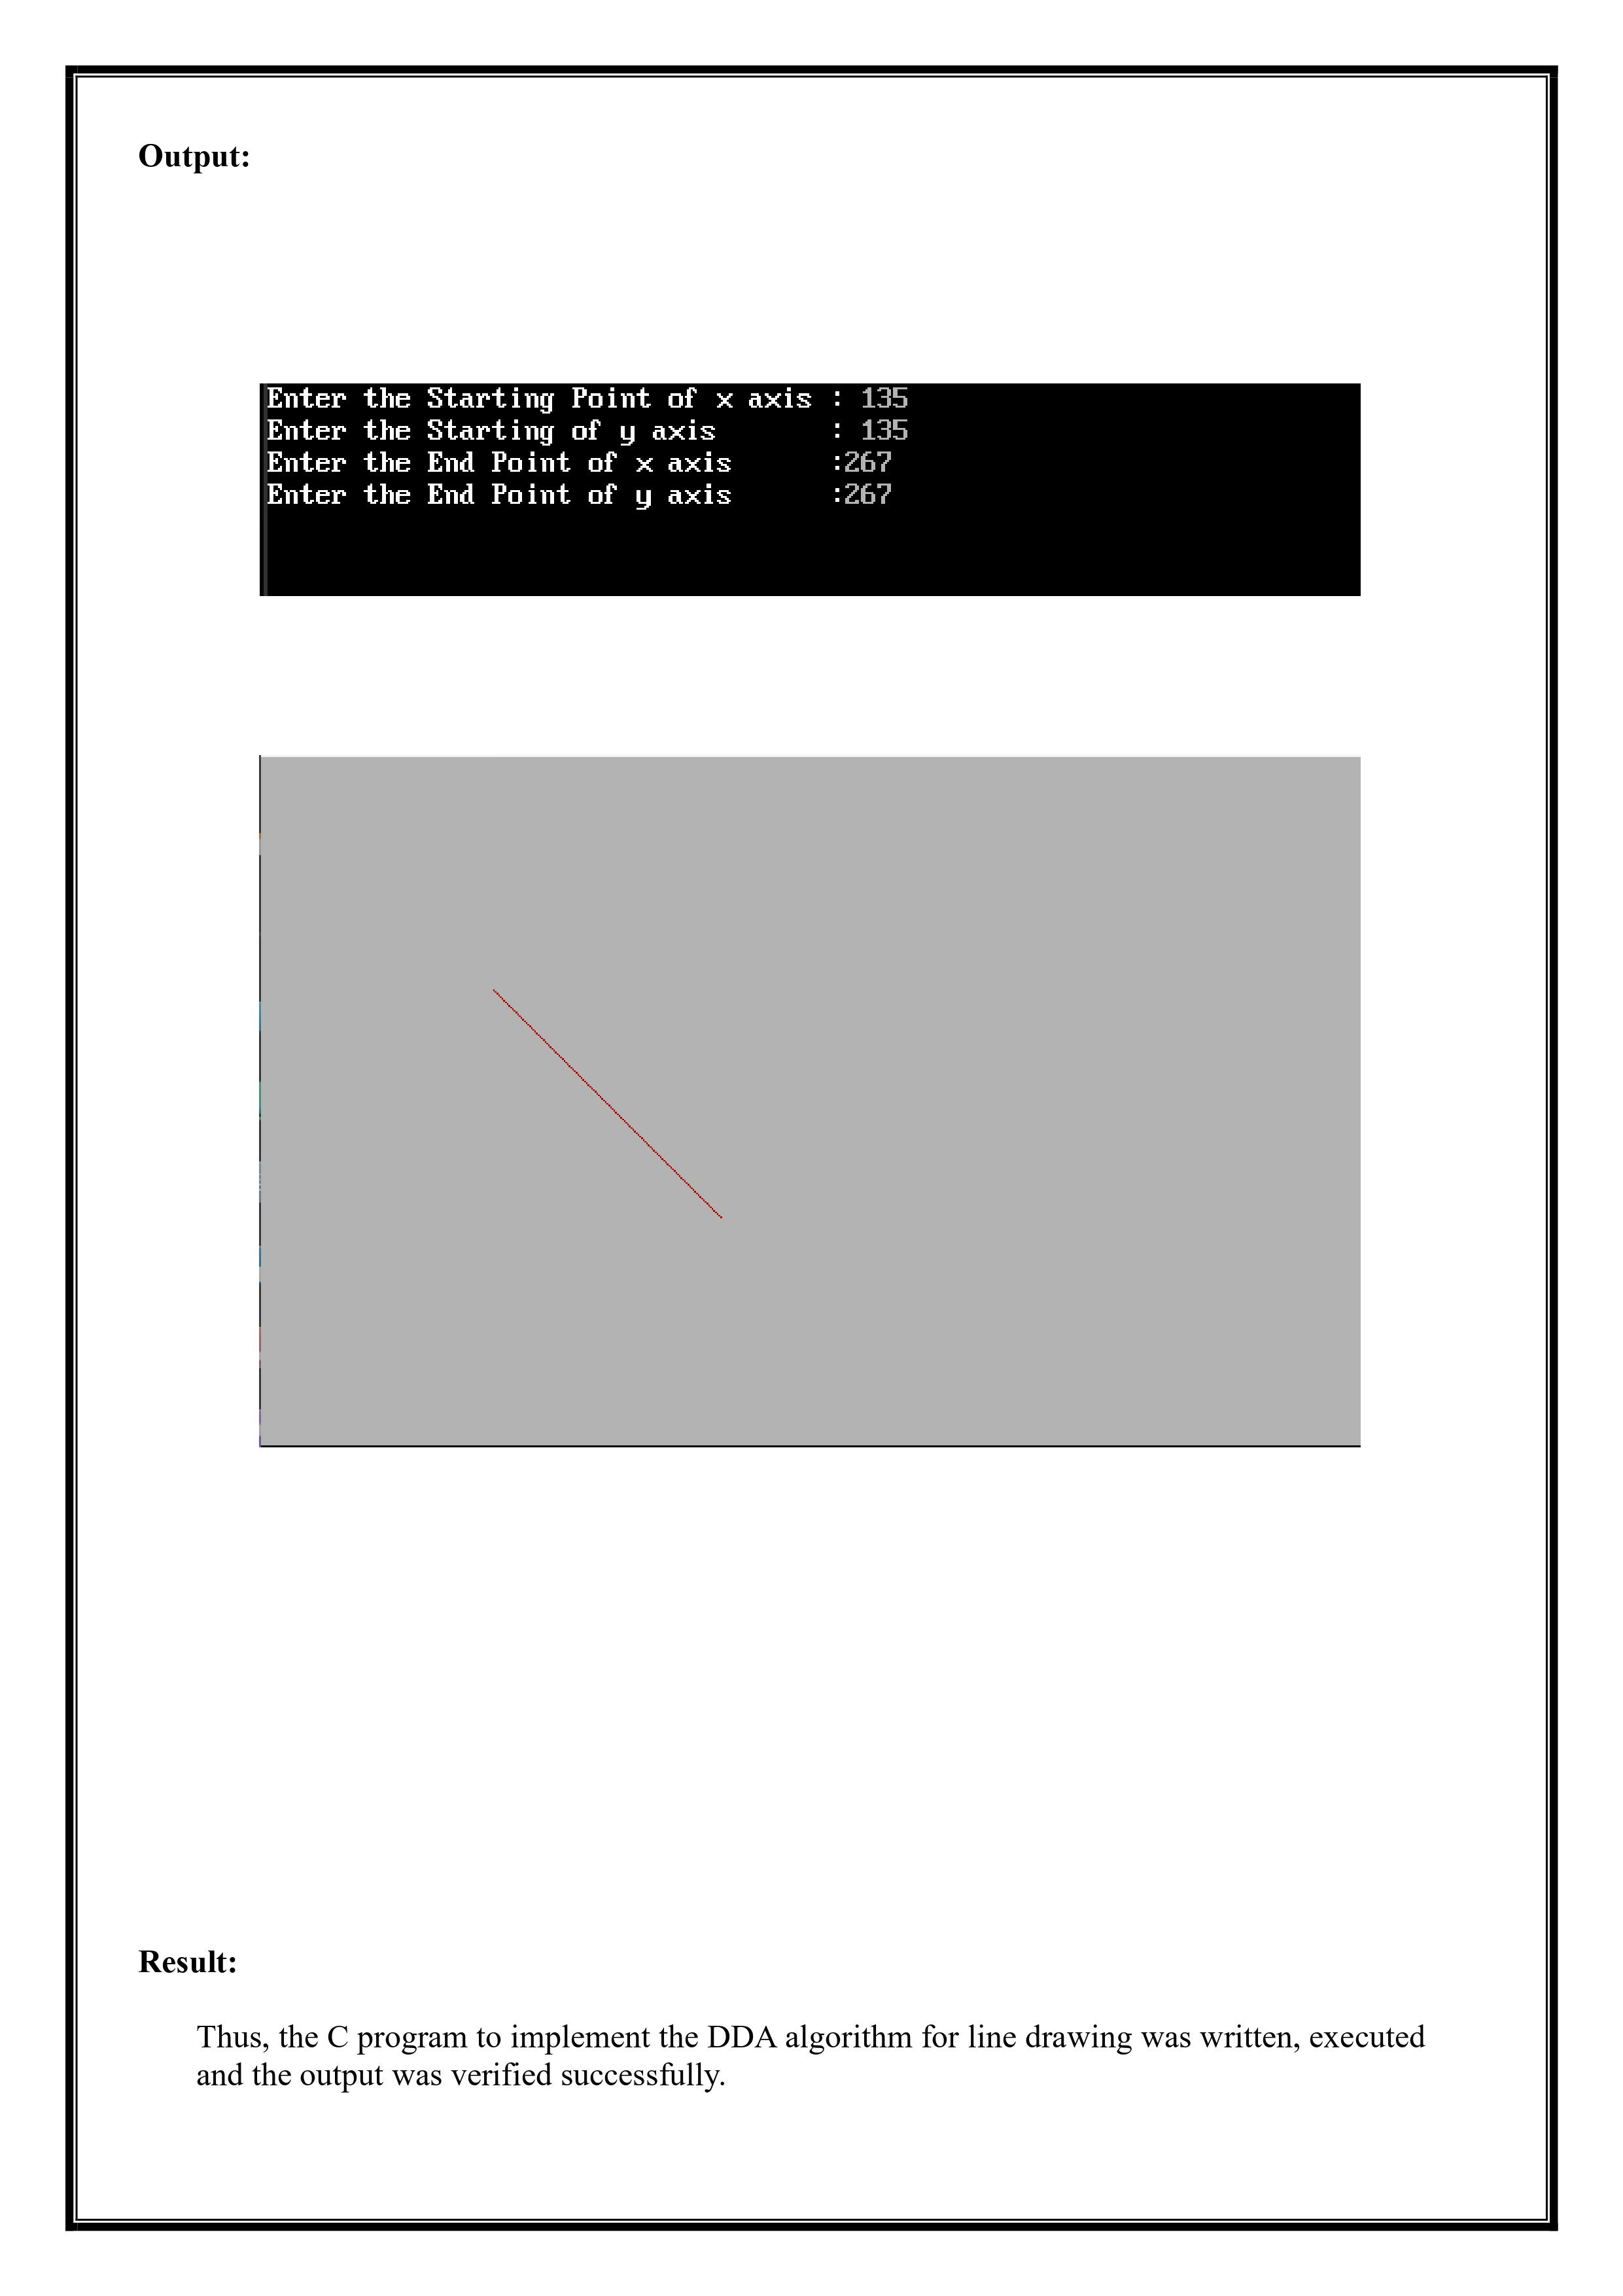 Output:
Enter the Starting Point of x axis : 135
Enter the Starting of y axis : 135
Enter the End Point of x axis :267
Enter the End Point of y axis :267
Result:
Thus, the C program to implement the DDA algorithm for line drawing was written, executed
and the output was verified successfully.